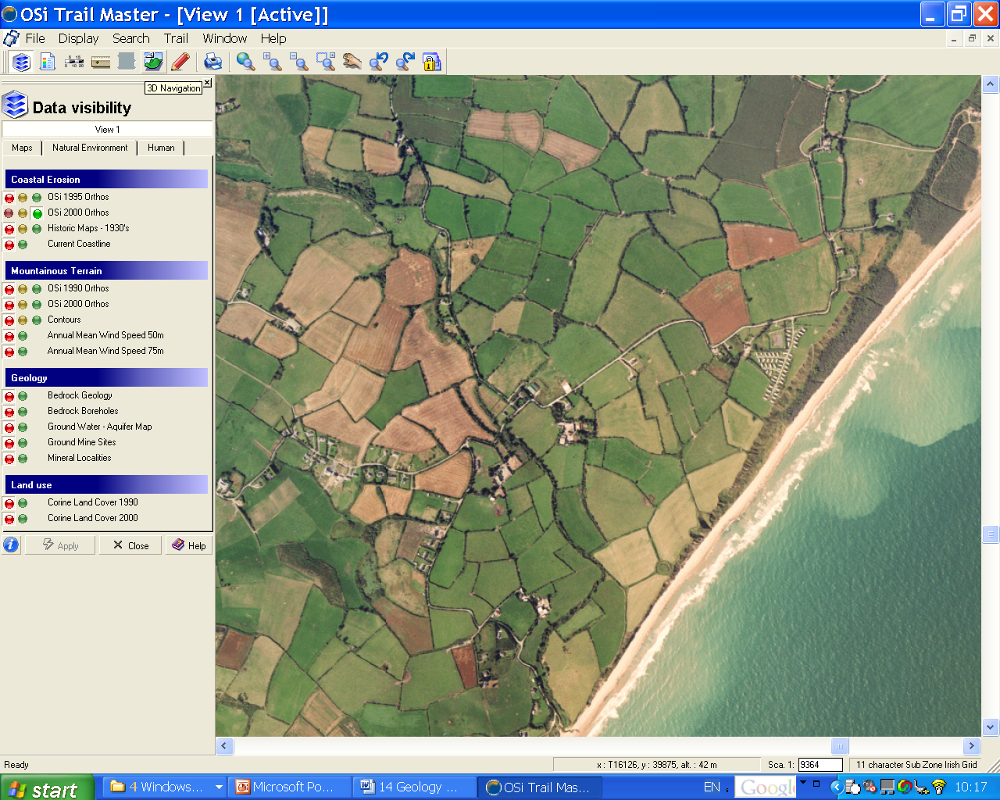 OSi Trail Master - [View 1 [Active]]
File Display Search Trail Window Help
3D Navigation
Data visibility
View 1
Maps Natural Environment Human
Coastal Erosion
OSi 1995 Orthos
OSi 2000 Orthos
Historic Maps - 1930's
Current Coastline
Mountainous Terrain
OSi 1990 Orthos
OSi 2000 Orthos
Contours
Annual Mean Wind Speed 50m
Annual Mean Wind Speed 75m
Geology
Bedrock Geology
Bedrock Boreholes
Ground Water - Aquifer Map
Ground Mine Sites
Mineral Localities
Land use
Corine Land Cover 1990
Corine Land Cover 2000
Apply Close Help
Ready x : T16126, y : 39875, alt. : 42 m Sca. 1: 9364 11 character Sub Zone Irish Grid
start 4 Windows... Microsoft Po... 14 Geology ... OSi Trail Mas... EN Google 10:17